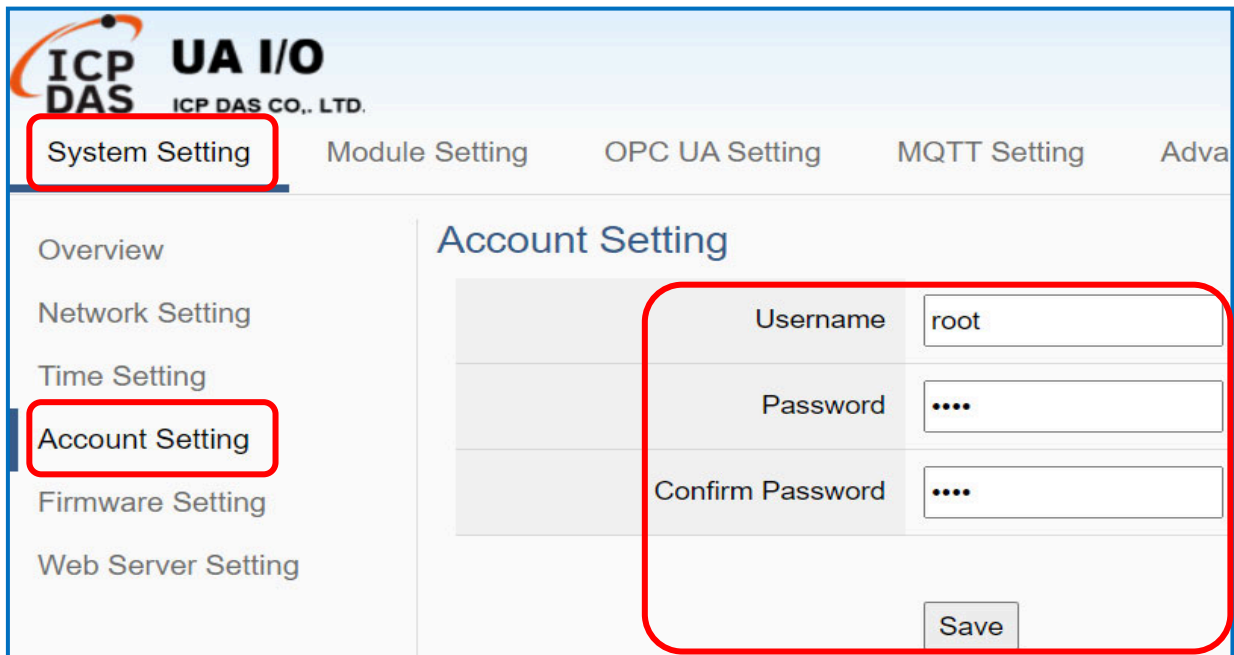 ICP
DAS
UA I/O
ICP DAS CO,. LTD.
System Setting Module Setting OPC UA Setting MQTT Setting Adva
Overview
Network Setting
Time Setting
Account Setting
Firmware Setting
Web Server Setting
Account Setting
Username root
Password ••••
Confirm Password ••••
Save